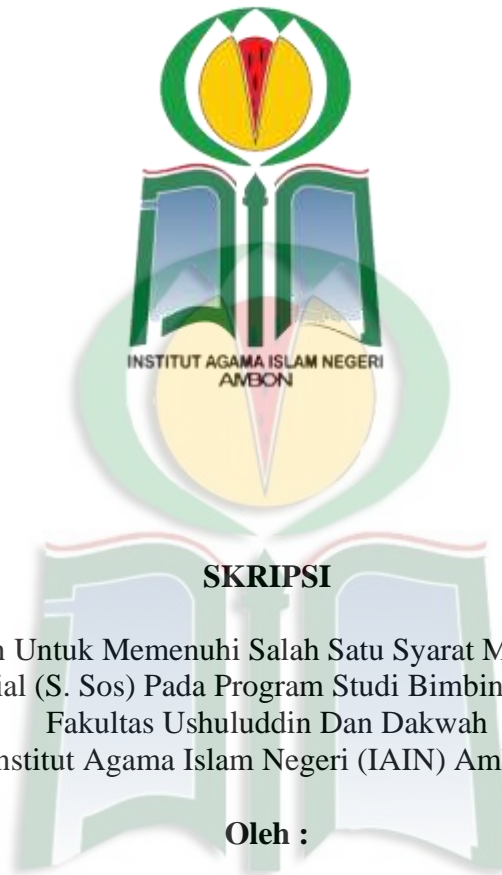 INSTITUT AGAMA ISLAM NEGERI
AMBON
SKRIPSI
n Untuk Memenuhi Salah Satu Syarat M
ial (S. Sos) Pada Program Studi Bimbin
Fakultas Ushuluddin Dan Dakwah
nstitut Agama Islam Negeri (IAIN) Am
Oleh :